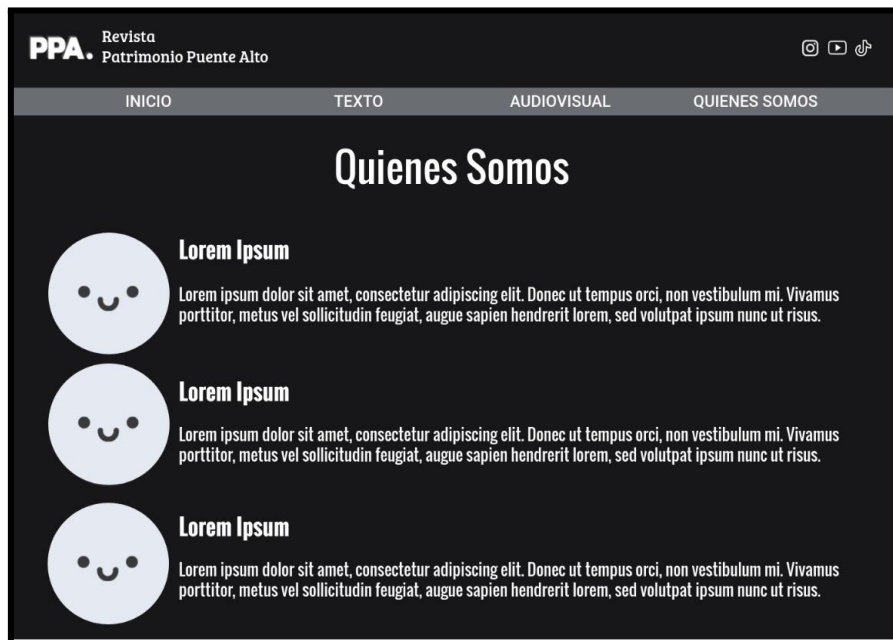 PPA.
Revista
Patrimonio Puente Alto
INICIO TEXTO AUDIOVISUAL QUIENES SOMOS
Quienes Somos
Lorem Ipsum
Lorem ipsum dolor sit amet, consectetur adipiscing elit. Donec ut tempus orci, non vestibulum mi. Vivamus
porttitor, metus vel sollicitudin feugiat, augue sapien hendrerit lorem, sed volutpat ipsum nunc ut risus.
Lorem Ipsum
Lorem ipsum dolor sit amet, consectetur adipiscing elit. Donec ut tempus orci, non vestibulum mi. Vivamus
porttitor, metus vel sollicitudin feugiat, augue sapien hendrerit lorem, sed volutpat ipsum nunc ut risus.
Lorem Ipsum
Lorem ipsum dolor sit amet, consectetur adipiscing elit. Donec ut tempus orci, non vestibulum mi. Vivamus
porttitor, metus vel sollicitudin feugiat, augue sapien hendrerit lorem, sed volutpat ipsum nunc ut risus.